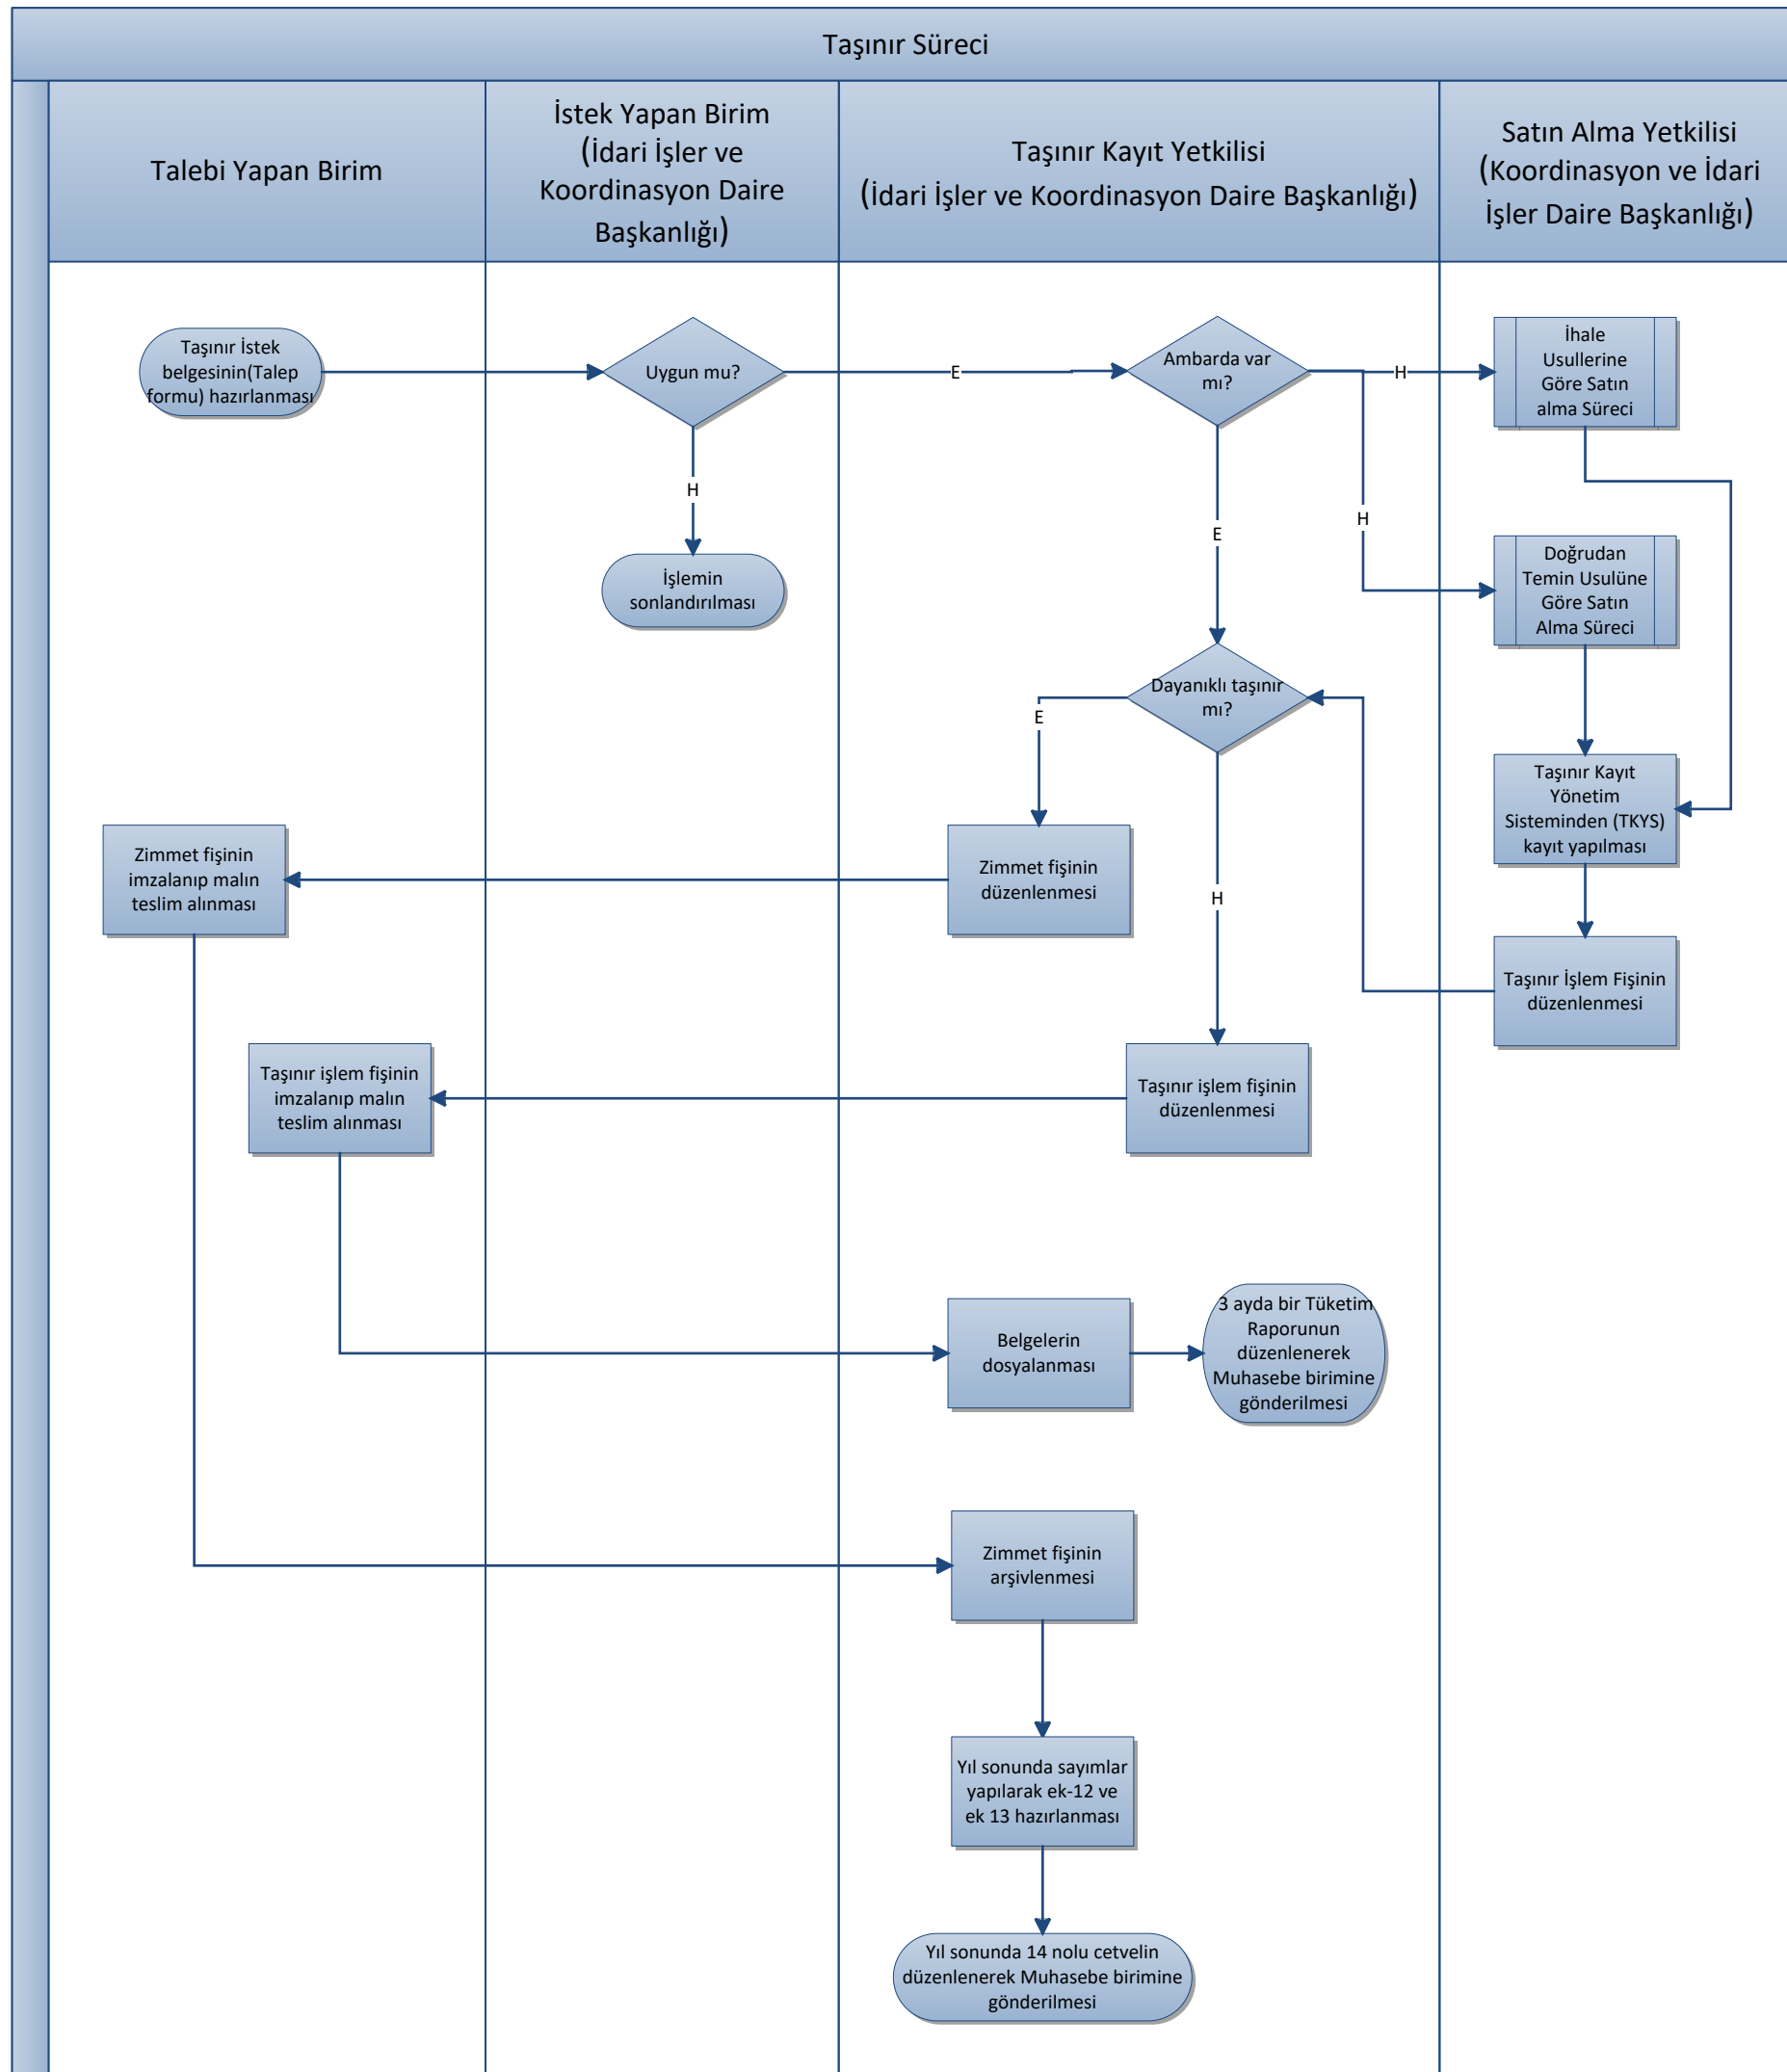 Taşınır Süreci
Talebi Yapan Birim
İstek Yapan Birim
(İdari İşler ve
Koordinasyon Daire
Başkanlığı)
Taşınır Kayıt Yetkilisi
(İdari İşler ve Koordinasyon Daire Başkanlığı)
Satın Alma Yetkilisi
(Koordinasyon ve İdari
İşler Daire Başkanlığı)
Taşınır İstek
belgesinin(Talep
formu) hazırlanması
Uygun mu?
E
Ambarda var
mı?
H
İhale
Usullerine
Göre Satın
alma Süreci
H
E
H
İşlemin
sonlandırılması
Doğrudan
Temin Usulüne
Göre Satın
Alma Süreci
Dayanıklı taşınır
mı?
E
H
Taşınır Kayıt
Yönetim
Sisteminden (TKYS)
kayıt yapılması
Zimmet fişinin
imzalanıp malın
teslim alınması
Zimmet fişinin
düzenlenmesi
Taşınır İşlem Fişinin
düzenlenmesi
Taşınır işlem fişinin
imzalanıp malın
teslim alınması
Taşınır işlem fişinin
düzenlenmesi
Belgelerin
dosyalanması
3 ayda bir Tüketim
Raporunun
düzenlenerek
Muhasebe birimine
gönderilmesi
Zimmet fişinin
arşivlenmesi
Yıl sonunda sayımlar
yapılarak ek-12 ve
ek 13 hazırlanması
Yıl sonunda 14 nolu cetvelin
düzenlenerek Muhasebe birimine
gönderilmesi